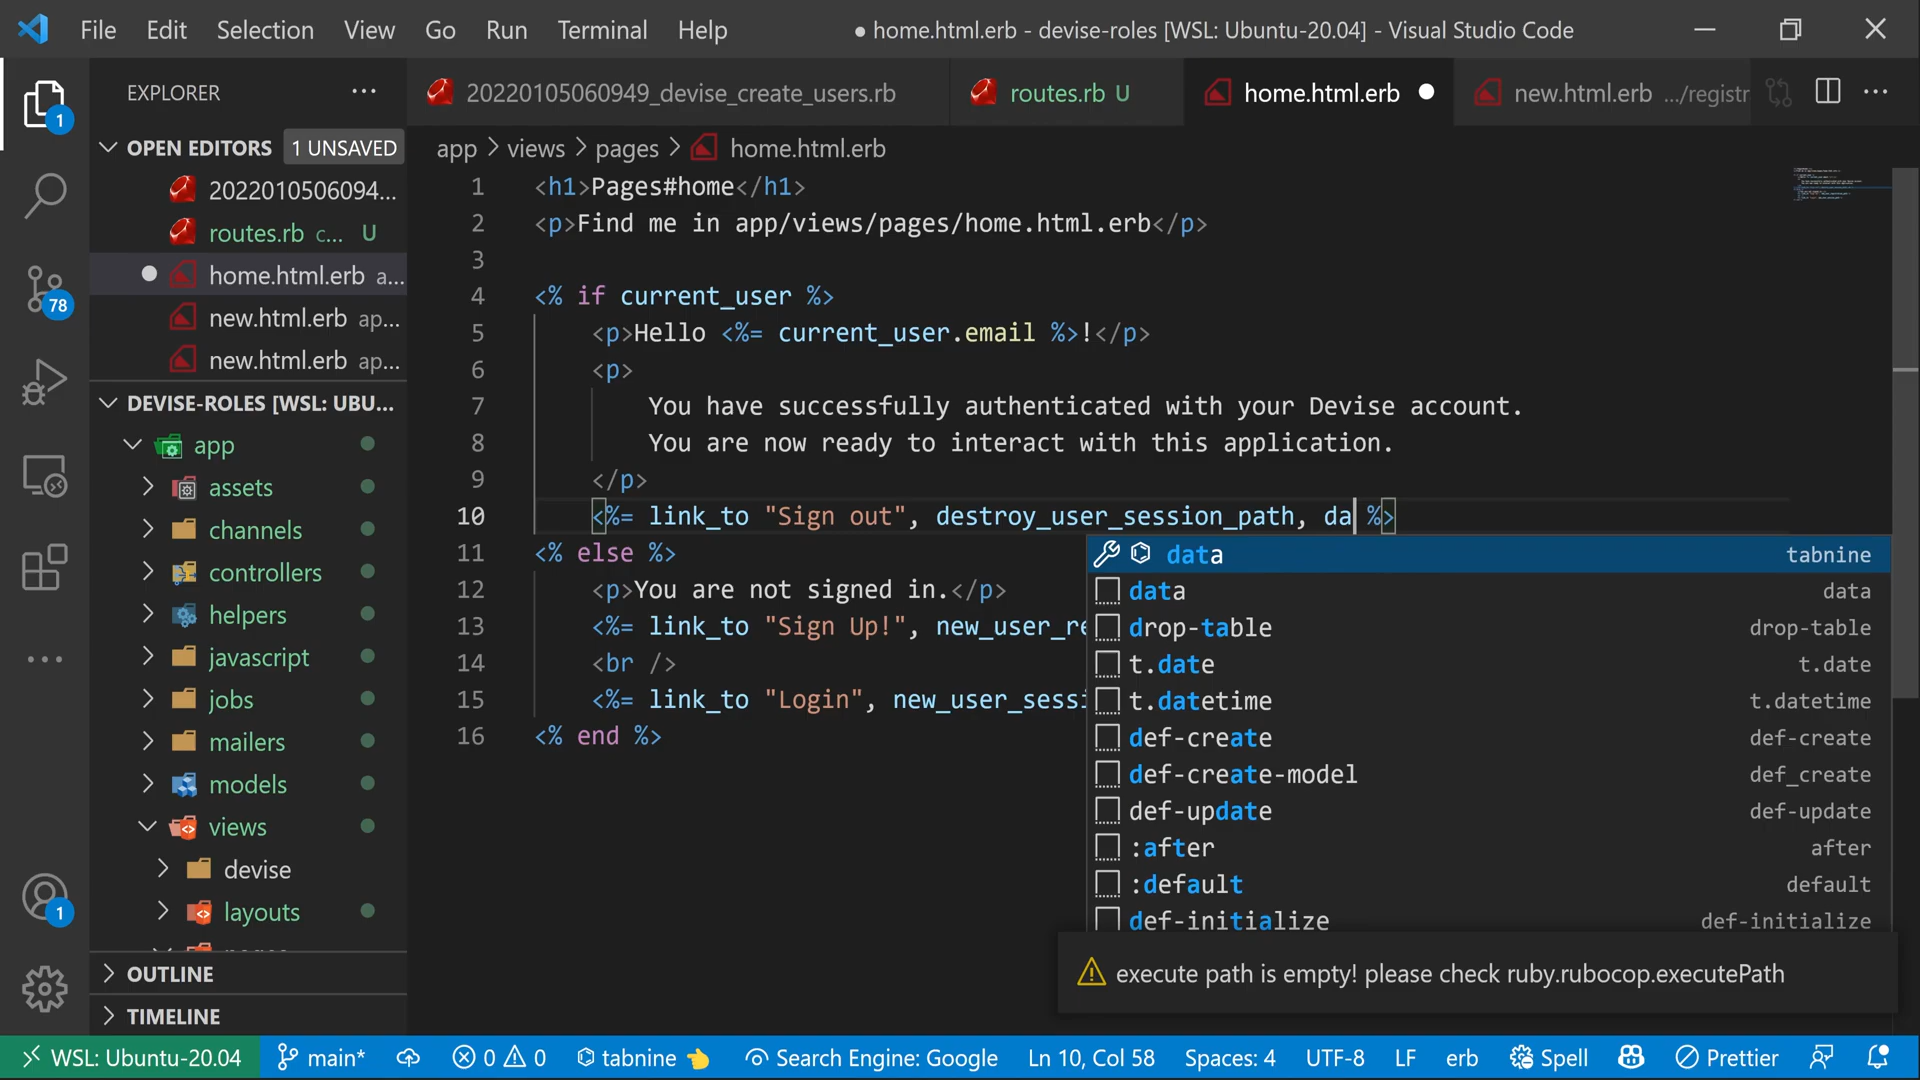 File Edit Selection View Go Run Terminal Help ● home.html.erb - devise-roles [WSL: Ubuntu-20.04] - Visual Studio Code
EXPLORER ···
20220105060949_devise_create_users.rb routes.rb U home.html.erb ● new.html.erb .../registr
OPEN EDITORS 1 UNSAVED
app > views > pages > home.html.erb
2022010506094...
routes.rb c... U
home.html.erb a...
new.html.erb ap...
new.html.erb ap...
DEVISE-ROLES [WSL: UBU...
app
assets
channels
controllers
helpers
javascript
jobs
mailers
models
views
devise
layouts
OUTLINE
TIMELINE
1
78
1
1 <h1>Pages#home</h1>
2 <p>Find me in app/views/pages/home.html.erb</p>
3
4 <% if current_user %>
5 <p>Hello <%= current_user.email %>!</p>
6 <p>
7 You have successfully authenticated with your Devise account.
8 You are now ready to interact with this application.
9 </p>
10 <%= link_to "Sign out", destroy_user_session_path, da %>
11 <% else %>
12 <p>You are not signed in.</p>
13 <%= link_to "Sign Up!", new_user_re
14 <br />
15 <%= link_to "Login", new_user_sessi
16 <% end %>
data tabnine
data data
drop-table drop-table
t.date t.date
t.datetime t.datetime
def-create def-create
def-create-model def_create
def-update def-update
:after after
:default default
def-initialize def-initialize
execute path is empty! please check ruby.rubocop.executePath
WSL: Ubuntu-20.04 main* 0 0 tabnine Search Engine: Google Ln 10, Col 58 Spaces: 4 UTF-8 LF erb Spell Prettier